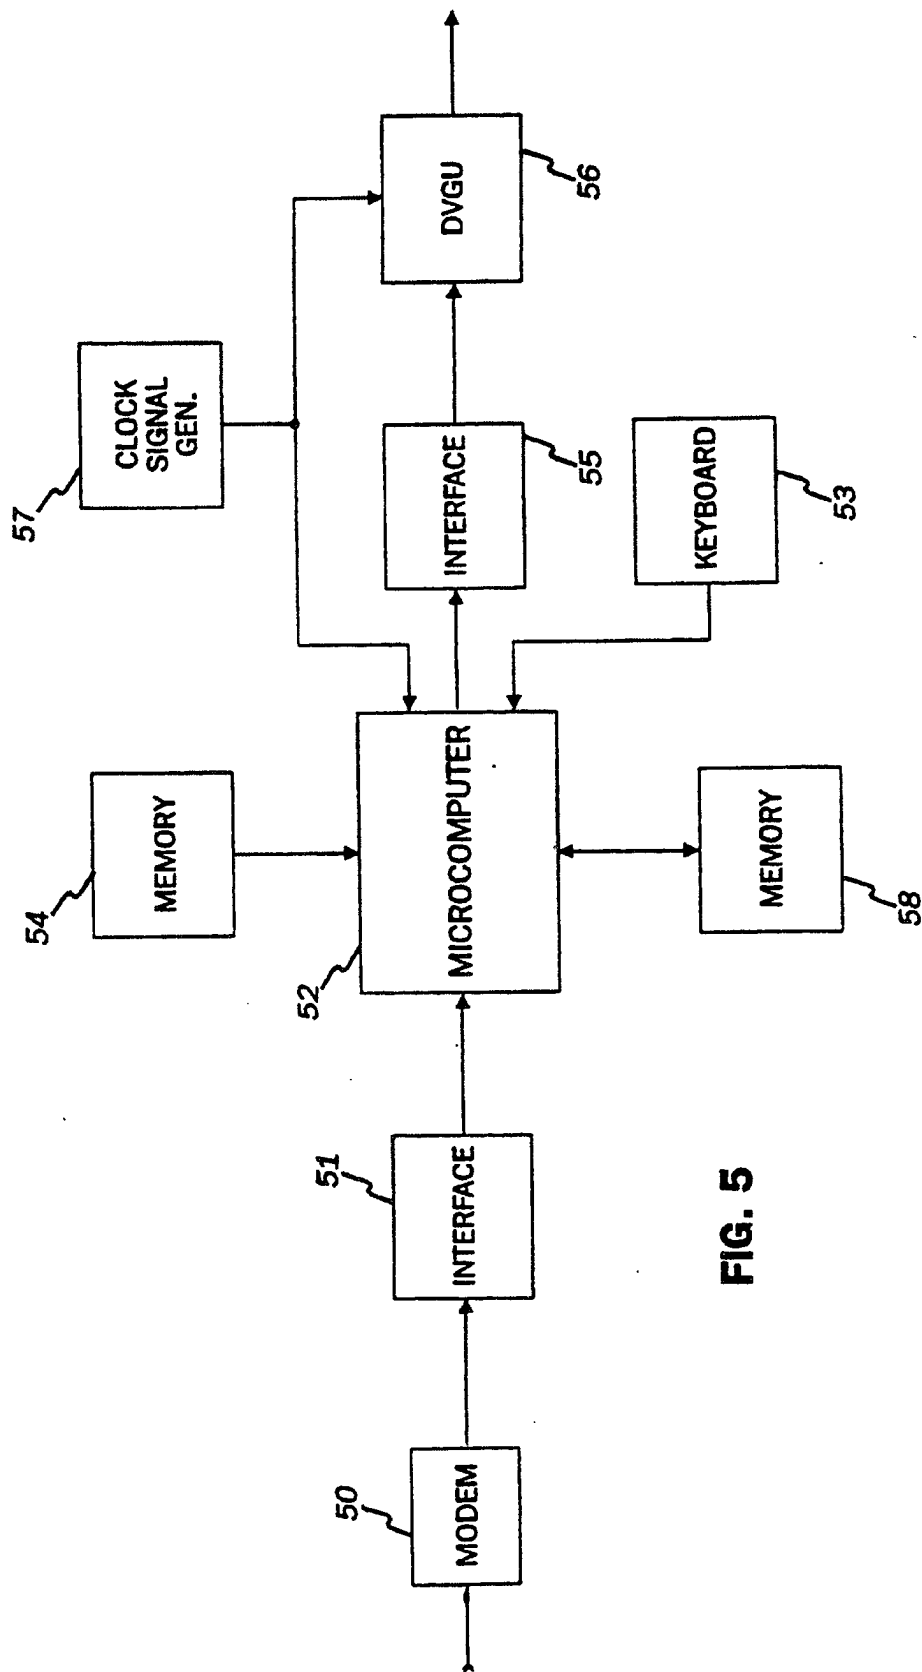 57
CLOCK
SIGNAL
GEN.
54
MEMORY
50
MODEM
51
INTERFACE
52
MICROCOMPUTER
INTERFACE
55
DVGU
56
MEMORY
58
KEYBOARD
53
FIG. 5